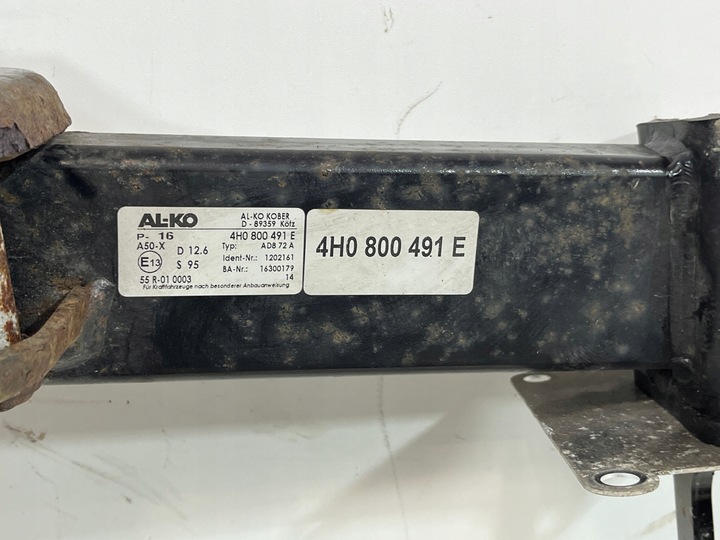 AL-KO
AL-KO KOBER
D - 89359 Kötz
P- 16
4H0 800 491 E
A50-X
D 12.6
Typ: AD8 72 A
E13
S 95
Ident-Nr.: 1202161
BA-Nr.: 16300179
55 R-01 0003
14
Für Kraftfahrzeuge nach besonderer Anbauanweisung
4H0 800 491 E